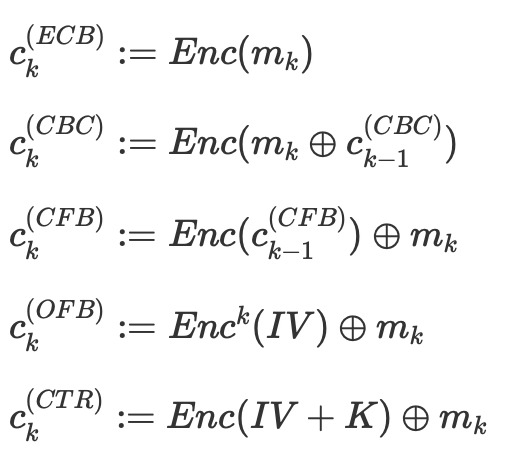 c_k^{(ECB)} := Enc(m_k)
c_k^{(CBC)} := Enc(m_k ⊕ c_{k-1}^{(CBC)})
c_k^{(CFB)} := Enc(c_{k-1}^{(CFB)}) ⊕ m_k
c_k^{(OFB)} := Enc^k(IV) ⊕ m_k
c_k^{(CTR)} := Enc(IV + K) ⊕ m_k